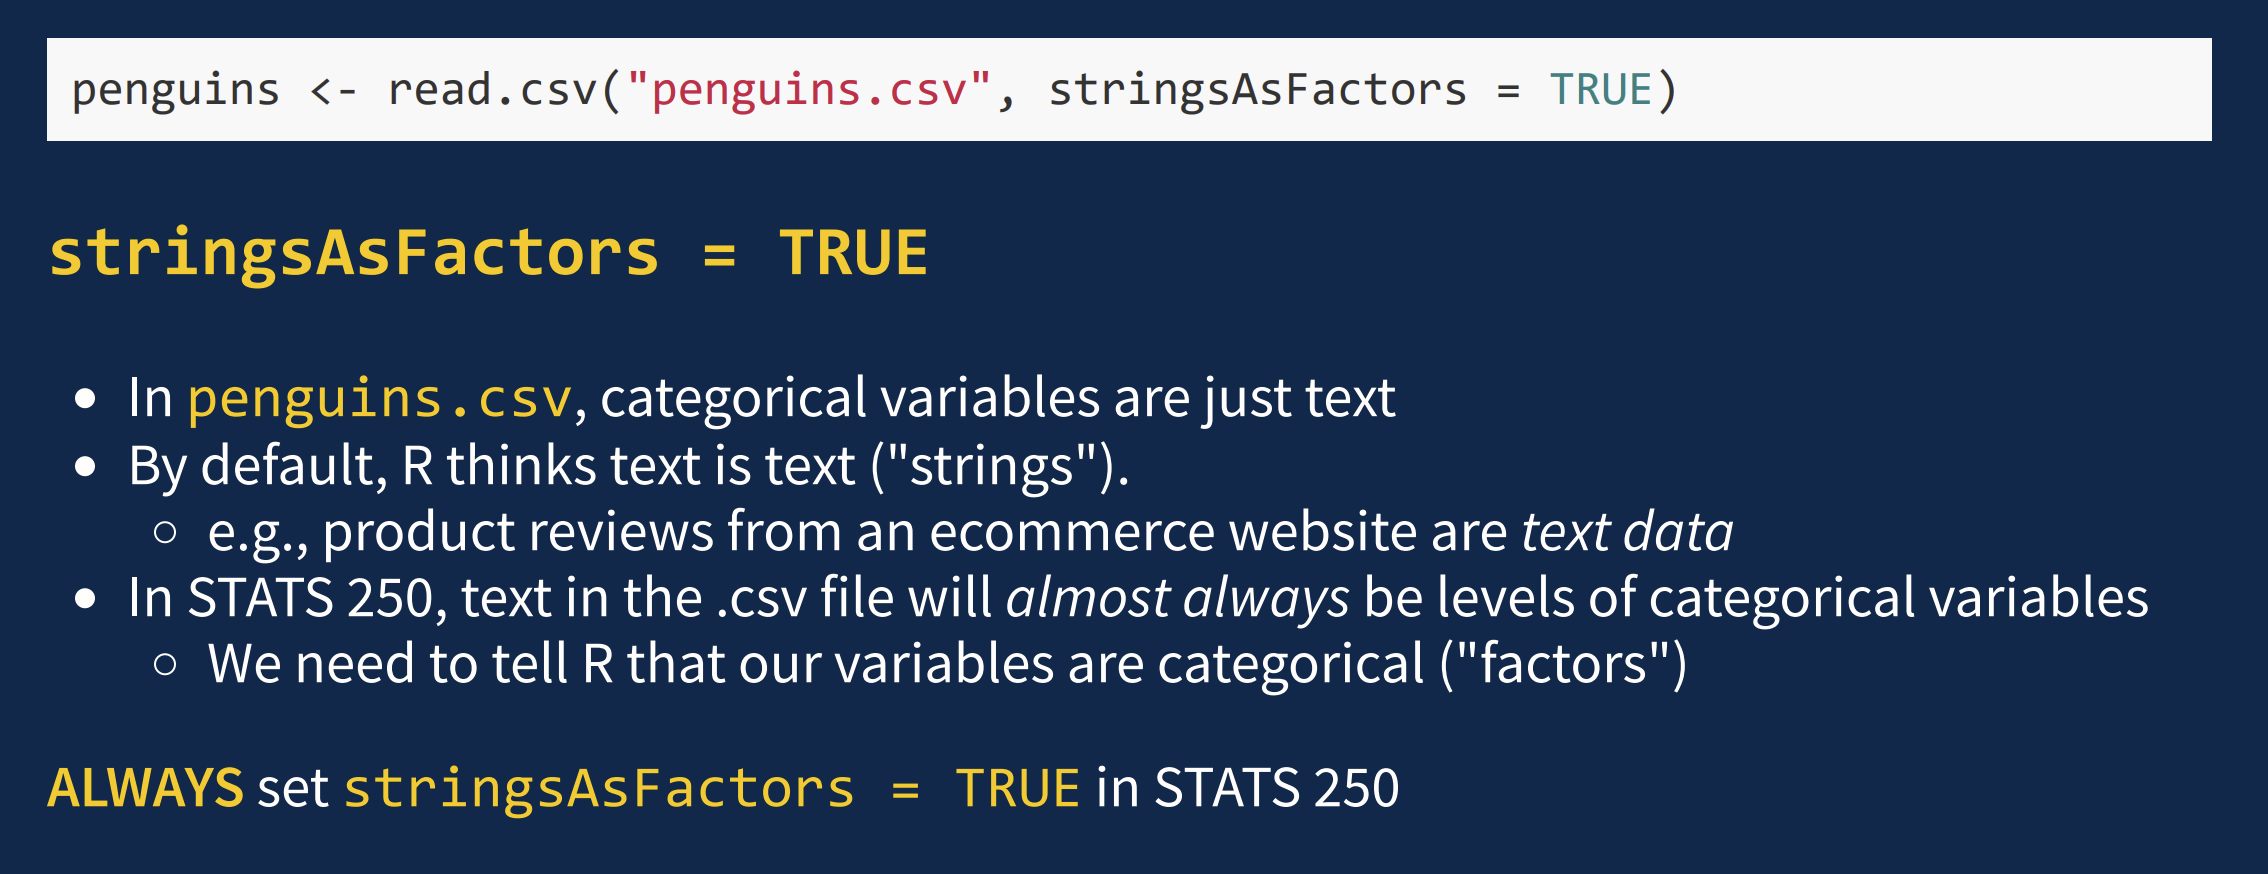 penguins <- read.csv("penguins.csv", stringsAsFactors = TRUE)
stringsAsFactors = TRUE
• In penguins.csv, categorical variables are just text
• By default, R thinks text is text ("strings").
○ e.g., product reviews from an ecommerce website are text data
• In STATS 250, text in the .csv file will almost always be levels of categorical variables
○ We need to tell R that our variables are categorical ("factors")
ALWAYS set stringsAsFactors = TRUE in STATS 250